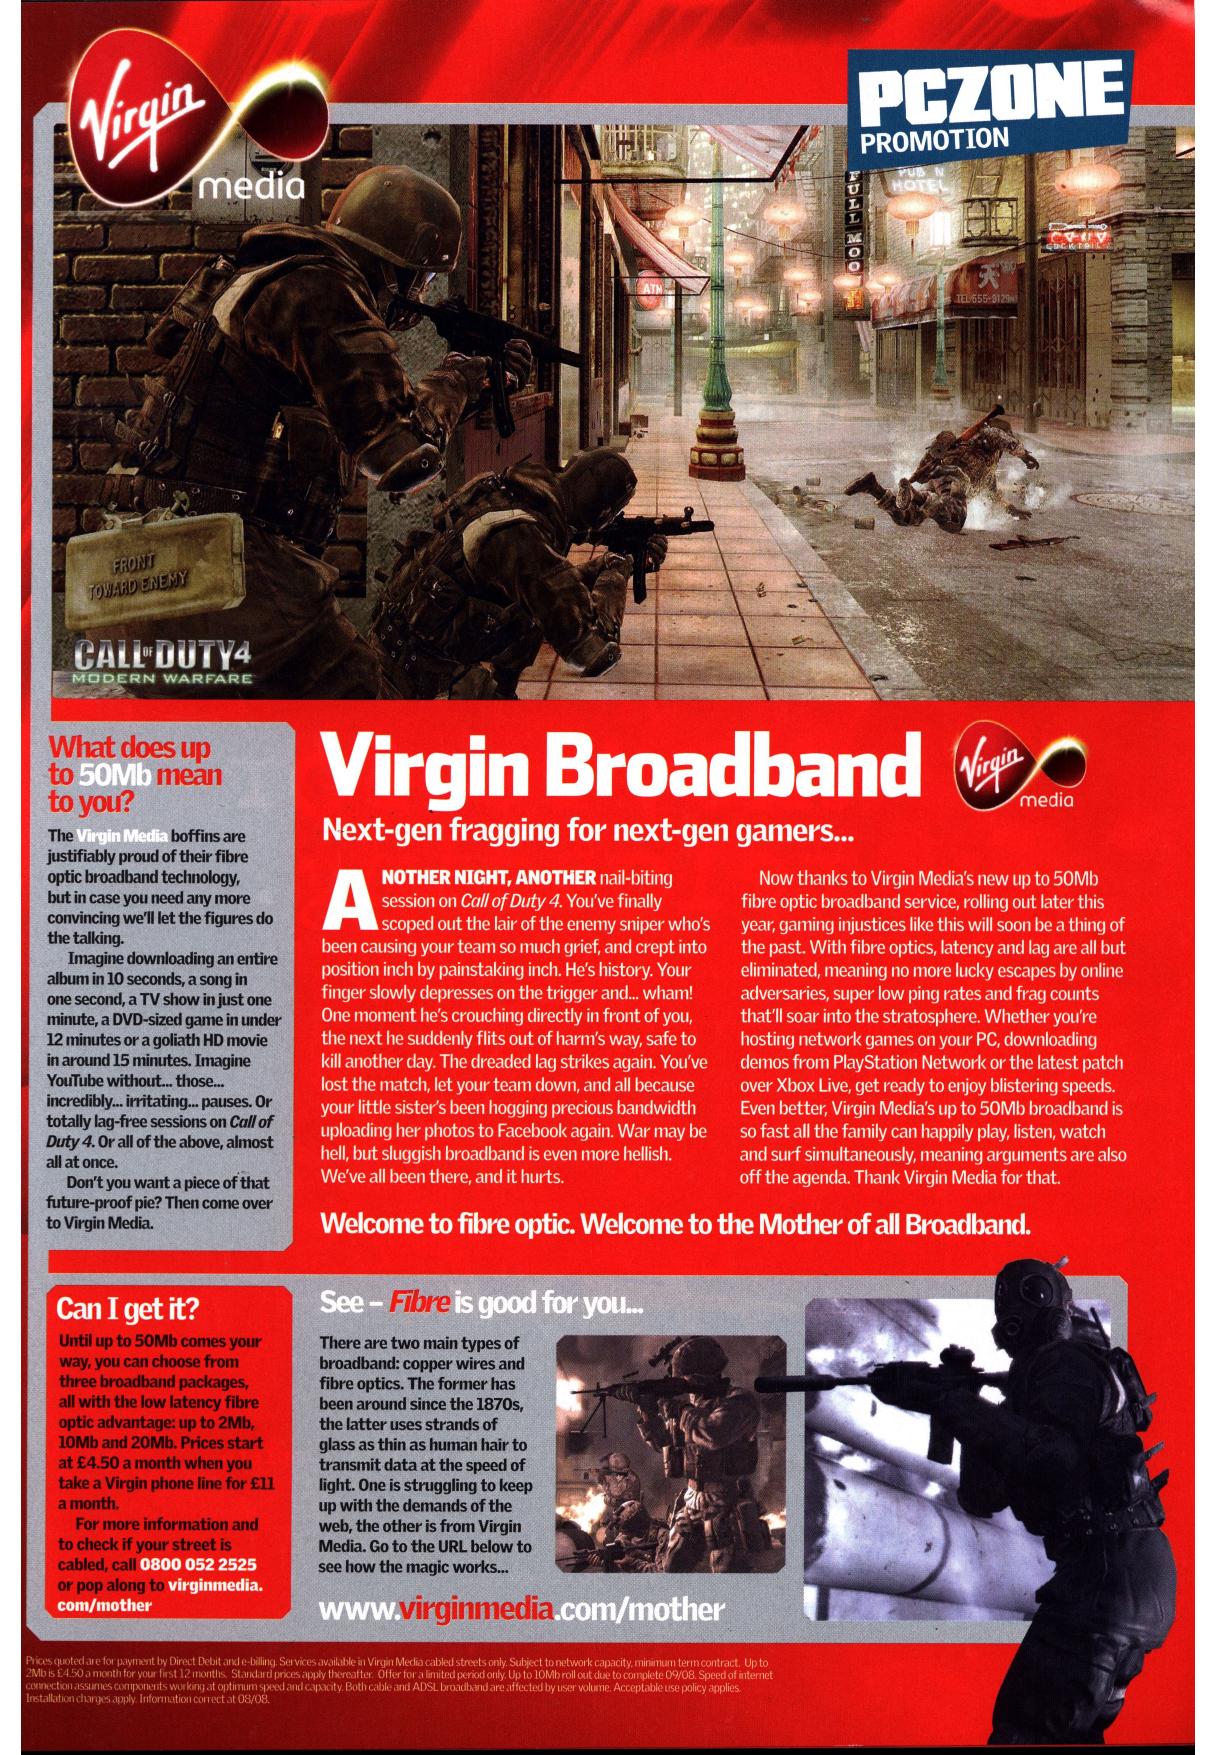 Virgin
media
PCZONE
PROMOTION
PUB N
HOTEL
FULL MOO
ATM
COCKTAILS
TEL:555-0129
FRONT
TOWARD ENEMY
CALL OF DUTY 4
MODERN WARFARE
What does up
to 50Mb mean
to you?
The Virgin Media boffins are
justifiably proud of their fibre
optic broadband technology,
but in case you need any more
convincing we'll let the figures do
the talking.
Imagine downloading an entire
album in 10 seconds, a song in
one second, a TV show in just one
minute, a DVD-sized game in under
12 minutes or a goliath HD movie
in around 15 minutes. Imagine
YouTube without... those...
incredibly... irritating... pauses. Or
totally lag-free sessions on Call of
Duty 4. Or all of the above, almost
all at once.
Don't you want a piece of that
future-proof pie? Then come over
to Virgin Media.
Virgin Broadband
Virgin
media
Next-gen fragging for next-gen gamers...
ANOTHER NIGHT, ANOTHER nail-biting
session on Call of Duty 4. You've finally
scoped out the lair of the enemy sniper who's
been causing your team so much grief, and crept into
position inch by painstaking inch. He's history. Your
finger slowly depresses on the trigger and... wham!
One moment he's crouching directly in front of you,
the next he suddenly flits out of harm's way, safe to
kill another day. The dreaded lag strikes again. You've
lost the match, let your team down, and all because
your little sister's been hogging precious bandwidth
uploading her photos to Facebook again. War may be
hell, but sluggish broadband is even more hellish.
We've all been there, and it hurts.
Now thanks to Virgin Media's new up to 50Mb
fibre optic broadband service, rolling out later this
year, gaming injustices like this will soon be a thing of
the past. With fibre optics, latency and lag are all but
eliminated, meaning no more lucky escapes by online
adversaries, super low ping rates and frag counts
that'll soar into the stratosphere. Whether you're
hosting network games on your PC, downloading
demos from PlayStation Network or the latest patch
over Xbox Live, get ready to enjoy blistering speeds.
Even better, Virgin Media's up to 50Mb broadband is
so fast all the family can happily play, listen, watch
and surf simultaneously, meaning arguments are also
off the agenda. Thank Virgin Media for that.
Welcome to fibre optic. Welcome to the Mother of all Broadband.
Can I get it?
Until up to 50Mb comes your
way, you can choose from
three broadband packages,
all with the low latency fibre
optic advantage: up to 2Mb,
10Mb and 20Mb. Prices start
at £4.50 a month when you
take a Virgin phone line for £11
a month.
For more information and
to check if your street is
cabled, call 0800 052 2525
or pop along to virginmedia.
com/mother
See – Fibre is good for you...
There are two main types of
broadband: copper wires and
fibre optics. The former has
been around since the 1870s,
the latter uses strands of
glass as thin as human hair to
transmit data at the speed of
light. One is struggling to keep
up with the demands of the
web, the other is from Virgin
Media. Go to the URL below to
see how the magic works...
www.virginmedia.com/mother
Prices quoted are for payment by Direct Debit and e-billing. Services available in Virgin Media cabled streets only. Subject to network capacity, minimum term contract. Up to
2Mb is £4.50 a month for your first 12 months. Standard prices apply thereafter. Offer for a limited period only. Up to 10Mb roll out due to complete 09/08. Speed of internet
connection assumes components working at optimum speed and capacity. Both cable and ADSL broadband are affected by user volume. Acceptable use policy applies.
Installation charges apply. Information correct at 08/08.